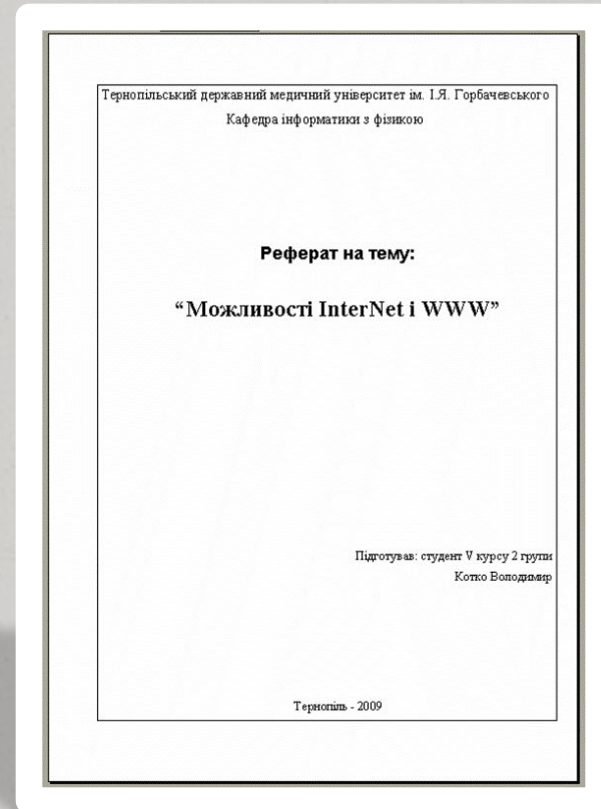 Тернопільський державний медичний університет ім. І.Я. Горбачевського
Кафедра інформатики з фізикою
Реферат на тему:
“Можливості InterNet і WWW”
Підготував: студент V курсу 2 групи
Котко Володимир
Тернопіль - 2009